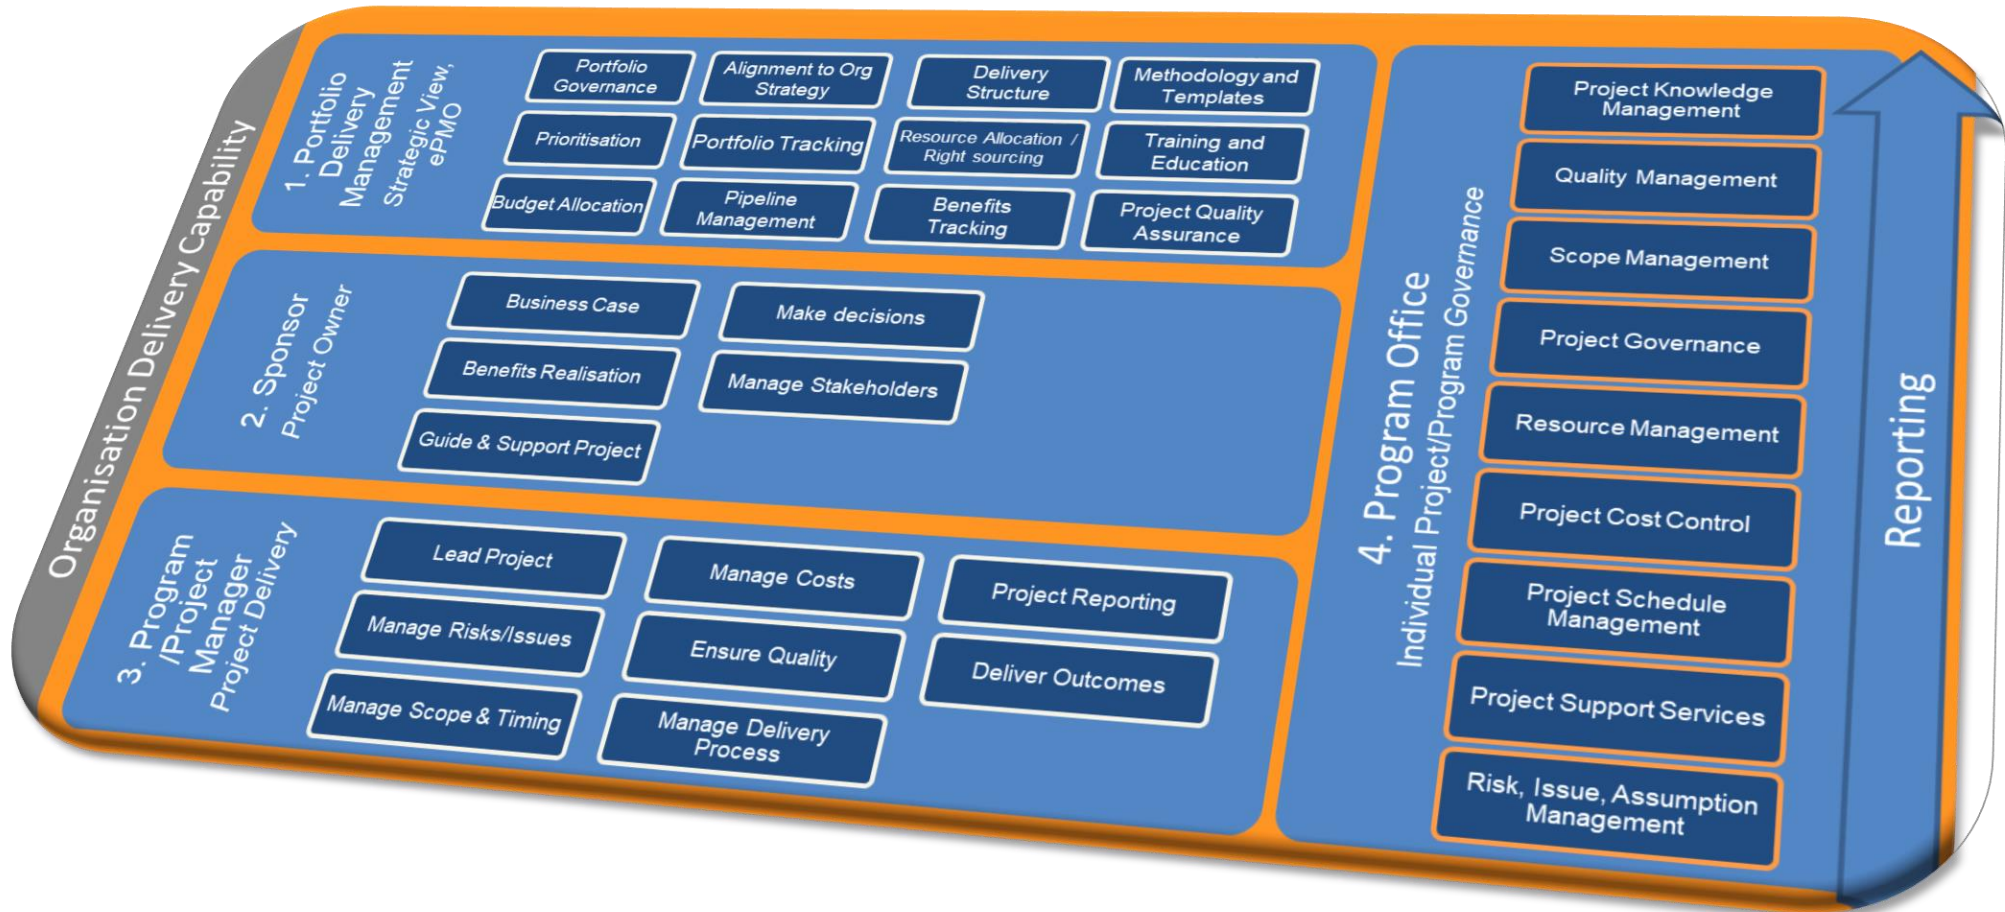 Organisation Delivery Capability
1. Portfolio
Delivery
Management
Strategic View,
ePMO
Portfolio
Governance
Alignment to Org
Strategy
Delivery
Structure
Methodology and
Templates
Prioritisation
Portfolio Tracking
Resource Allocation /
Right sourcing
Training and
Education
Budget Allocation
Pipeline
Management
Benefits
Tracking
Project Quality
Assurance
2. Sponsor
Project Owner
Business Case
Make decisions
Benefits Realisation
Manage Stakeholders
Guide & Support Project
3. Program
/Project
Manager
Project Delivery
Lead Project
Manage Costs
Project Reporting
Manage Risks/Issues
Ensure Quality
Deliver Outcomes
Manage Scope & Timing
Manage Delivery
Process
4. Program Office
Individual Project/Program Governance
Project Knowledge
Management
Quality Management
Scope Management
Project Governance
Resource Management
Project Cost Control
Project Schedule
Management
Project Support Services
Risk, Issue, Assumption
Management
Reporting